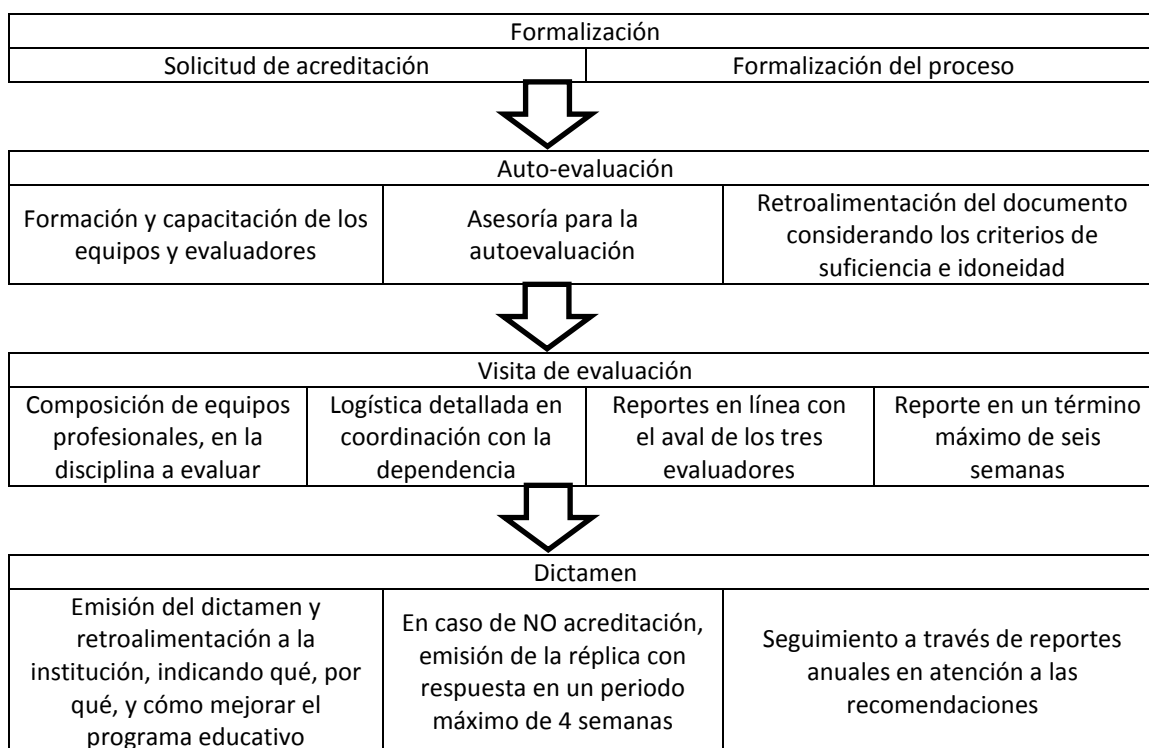 Formalización
Solicitud de acreditación
Formalización del proceso
Auto-evaluación
Formación y capacitación de los
equipos y evaluadores
Asesoría para la
autoevaluación
Retroalimentación del documento
considerando los criterios de
suficiencia e idoneidad
Visita de evaluación
Composición de equipos
profesionales, en la
disciplina a evaluar
Logística detallada en
coordinación con la
dependencia
Reportes en línea con
el aval de los tres
evaluadores
Reporte en un término
máximo de seis
semanas
Dictamen
Emisión del dictamen y
retroalimentación a la
institución, indicando qué, por
qué, y cómo mejorar el
programa educativo
En caso de NO acreditación,
emisión de la réplica con
respuesta en un periodo
máximo de 4 semanas
Seguimiento a través de reportes
anuales en atención a las
recomendaciones